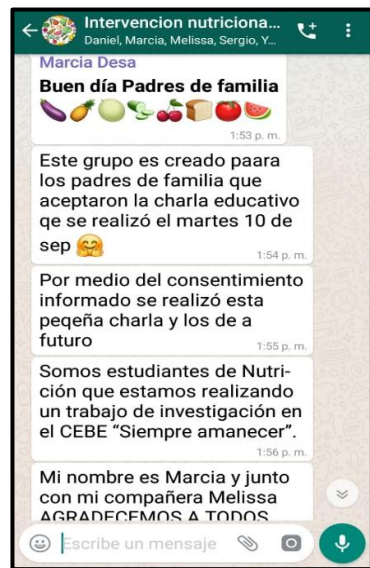 Intervencion nutriciona...
Daniel, Marcia, Melissa, Sergio, Y...
Marcia Desa
Buen día Padres de familia
🍆🍍🍈🥒🍒🍞🍅🍉
1:53 p. m.
Este grupo es creado paara
los padres de familia que
aceptaron la charla educativo
qe se realizó el martes 10 de
sep 🤗
1:54 p. m.
Por medio del consentimiento
informado se realizó esta
peqeña charla y los de a
futuro
1:55 p. m.
Somos estudiantes de Nutri-
ción que estamos realizando
un trabajo de investigación en
el CEBE “Siempre amanecer”.
1:56 p. m.
Mi nombre es Marcia y junto
con mi compañera Melissa
AGRADECEMOS A TODOS
Escribe un mensaje